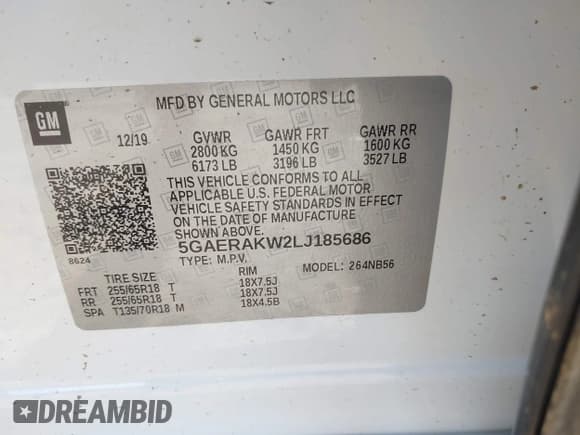 GM
MFD BY GENERAL MOTORS LLC
12/19 GVWR GAWR FRT GAWR RR
2800 KG 1450 KG 1600 KG
6173 LB 3196 LB 3527 LB
THIS VEHICLE CONFORMS TO ALL
APPLICABLE U.S. FEDERAL MOTOR
VEHICLE SAFETY STANDARDS IN EFFECT
ON THE DATE OF MANUFACTURE
SHOWN ABOVE.
8624
5GAERAKW2LJ185686
TYPE: M.P.V. MODEL: 264NB56
TIRE SIZE RIM
FRT 255/65R18 T 18X7.5J
RR 255/65R18 T 18X7.5J
SPA T135/70R18 M 18X4.5B
DREAMBID